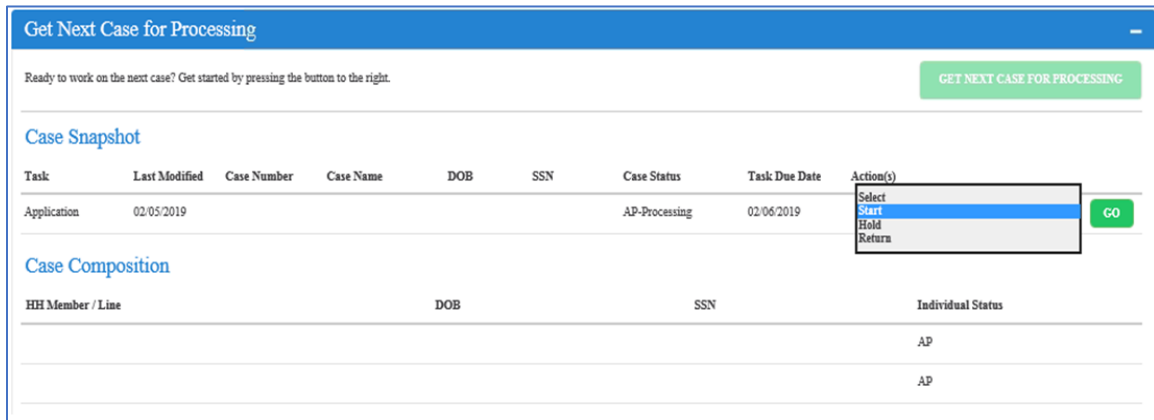 Get Next Case for Processing
Ready to work on the next case? Get started by pressing the button to the right.
GET NEXT CASE FOR PROCESSING
Case Snapshot
Task Last Modified Case Number Case Name DOB SSN Case Status Task Due Date Action(s)
Application 02/05/2019 AP-Processing 02/06/2019
Select
Start
Hold
Return
GO
Case Composition
HH Member / Line DOB SSN Individual Status
AP
AP